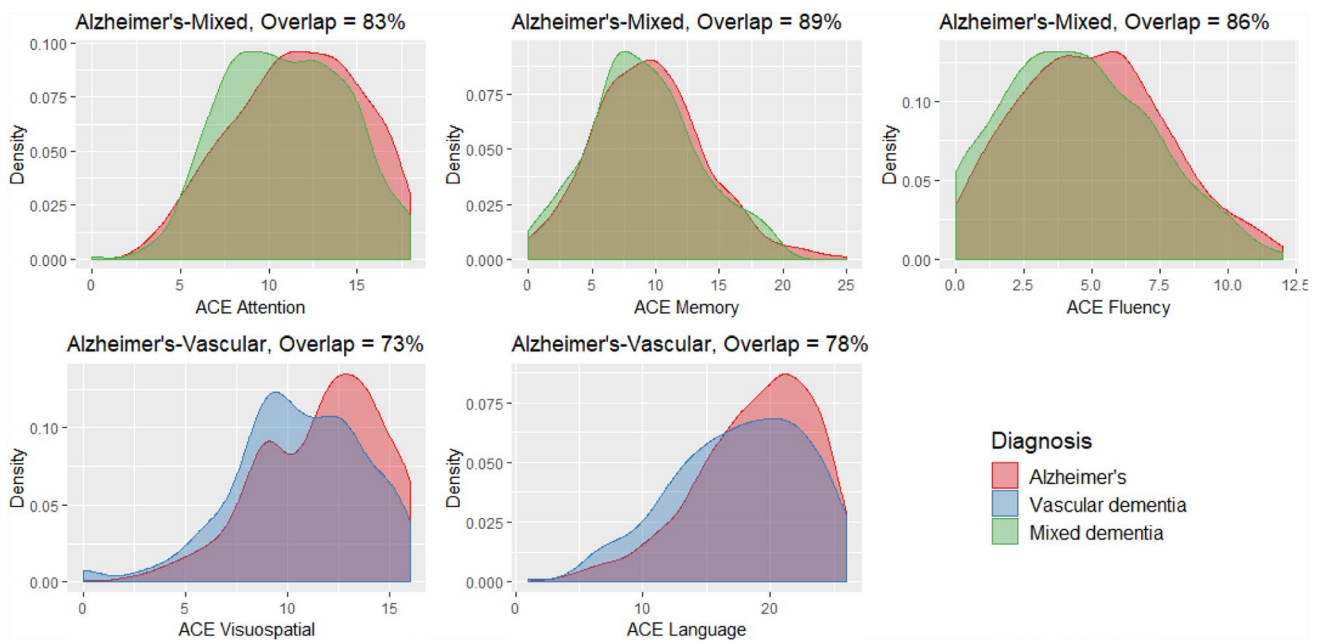 Alzheimer's-Mixed, Overlap = 83%
Density
0.100
0.075
0.050
0.025
0.000
0 5 10 15
ACE Attention
Alzheimer's-Mixed, Overlap = 89%
Density
0.075
0.050
0.025
0.000
0 5 10 15 20 25
ACE Memory
Alzheimer's-Mixed, Overlap = 86%
Density
0.10
0.05
0.00
0.0 2.5 5.0 7.5 10.0 12.5
ACE Fluency
Alzheimer's-Vascular, Overlap = 73%
Density
0.10
0.05
0.00
0 5 10 15
ACE Visuospatial
Alzheimer's-Vascular, Overlap = 78%
Density
0.075
0.050
0.025
0.000
0 10 20
ACE Language
Diagnosis
Alzheimer's
Vascular dementia
Mixed dementia